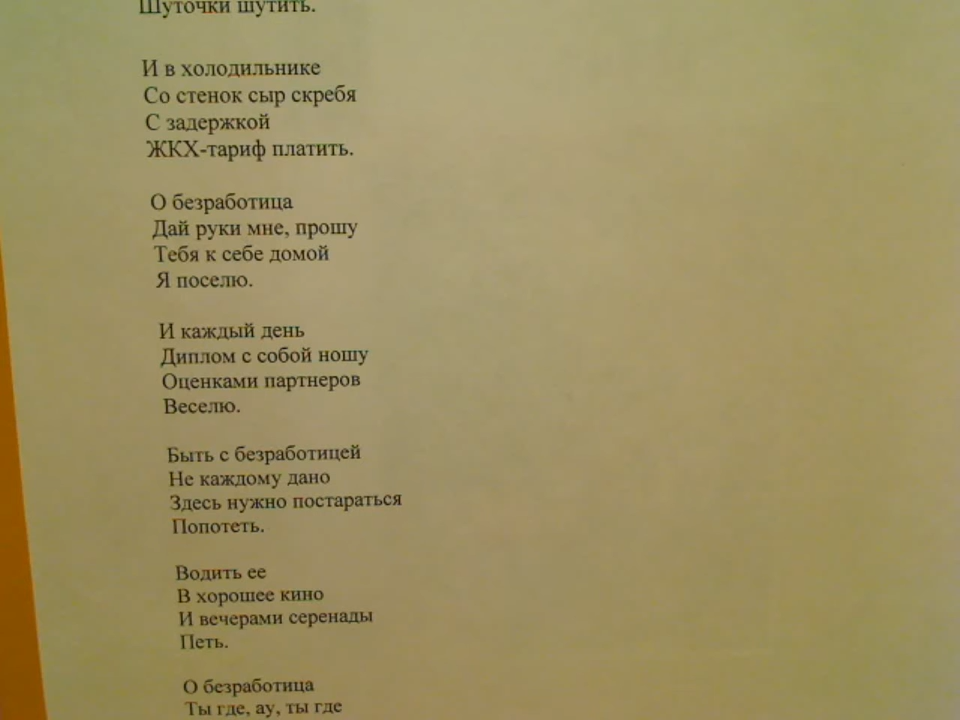 Шуточки шутить.
И в холодильнике
Со стенок сыр скребя
С задержкой
ЖКХ-тариф платить.
О безработица
Дай руки мне, прошу
Тебя к себе домой
Я поселю.
И каждый день
Диплом с собой ношу
Оценками партнеров
Веселю.
Быть с безработицей
Не каждому дано
Здесь нужно постараться
Попотеть.
Водить ее
В хорошее кино
И вечерами серенады
Петь.
О безработица
Ты где, ау, ты где